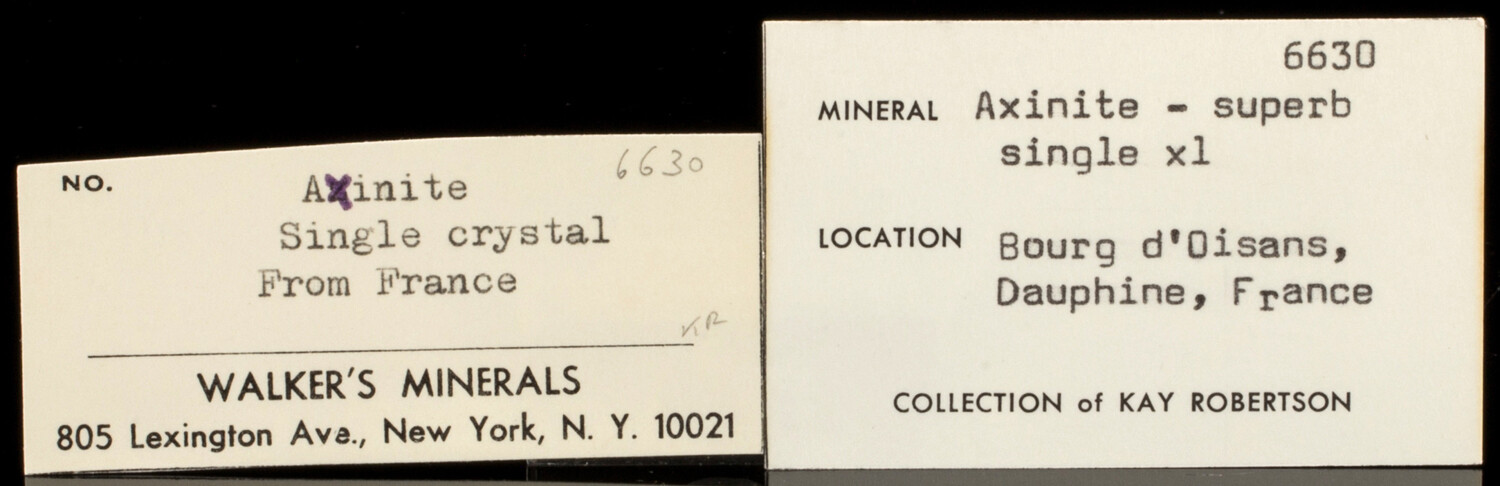 6630
NO.
Axinite
Single crystal
From France
KR
WALKER'S MINERALS
805 Lexington Ave., New York, N. Y. 10021
6630
MINERAL Axinite - superb
single xl
LOCATION Bourg d'Oisans,
Dauphine, France
COLLECTION of KAY ROBERTSON